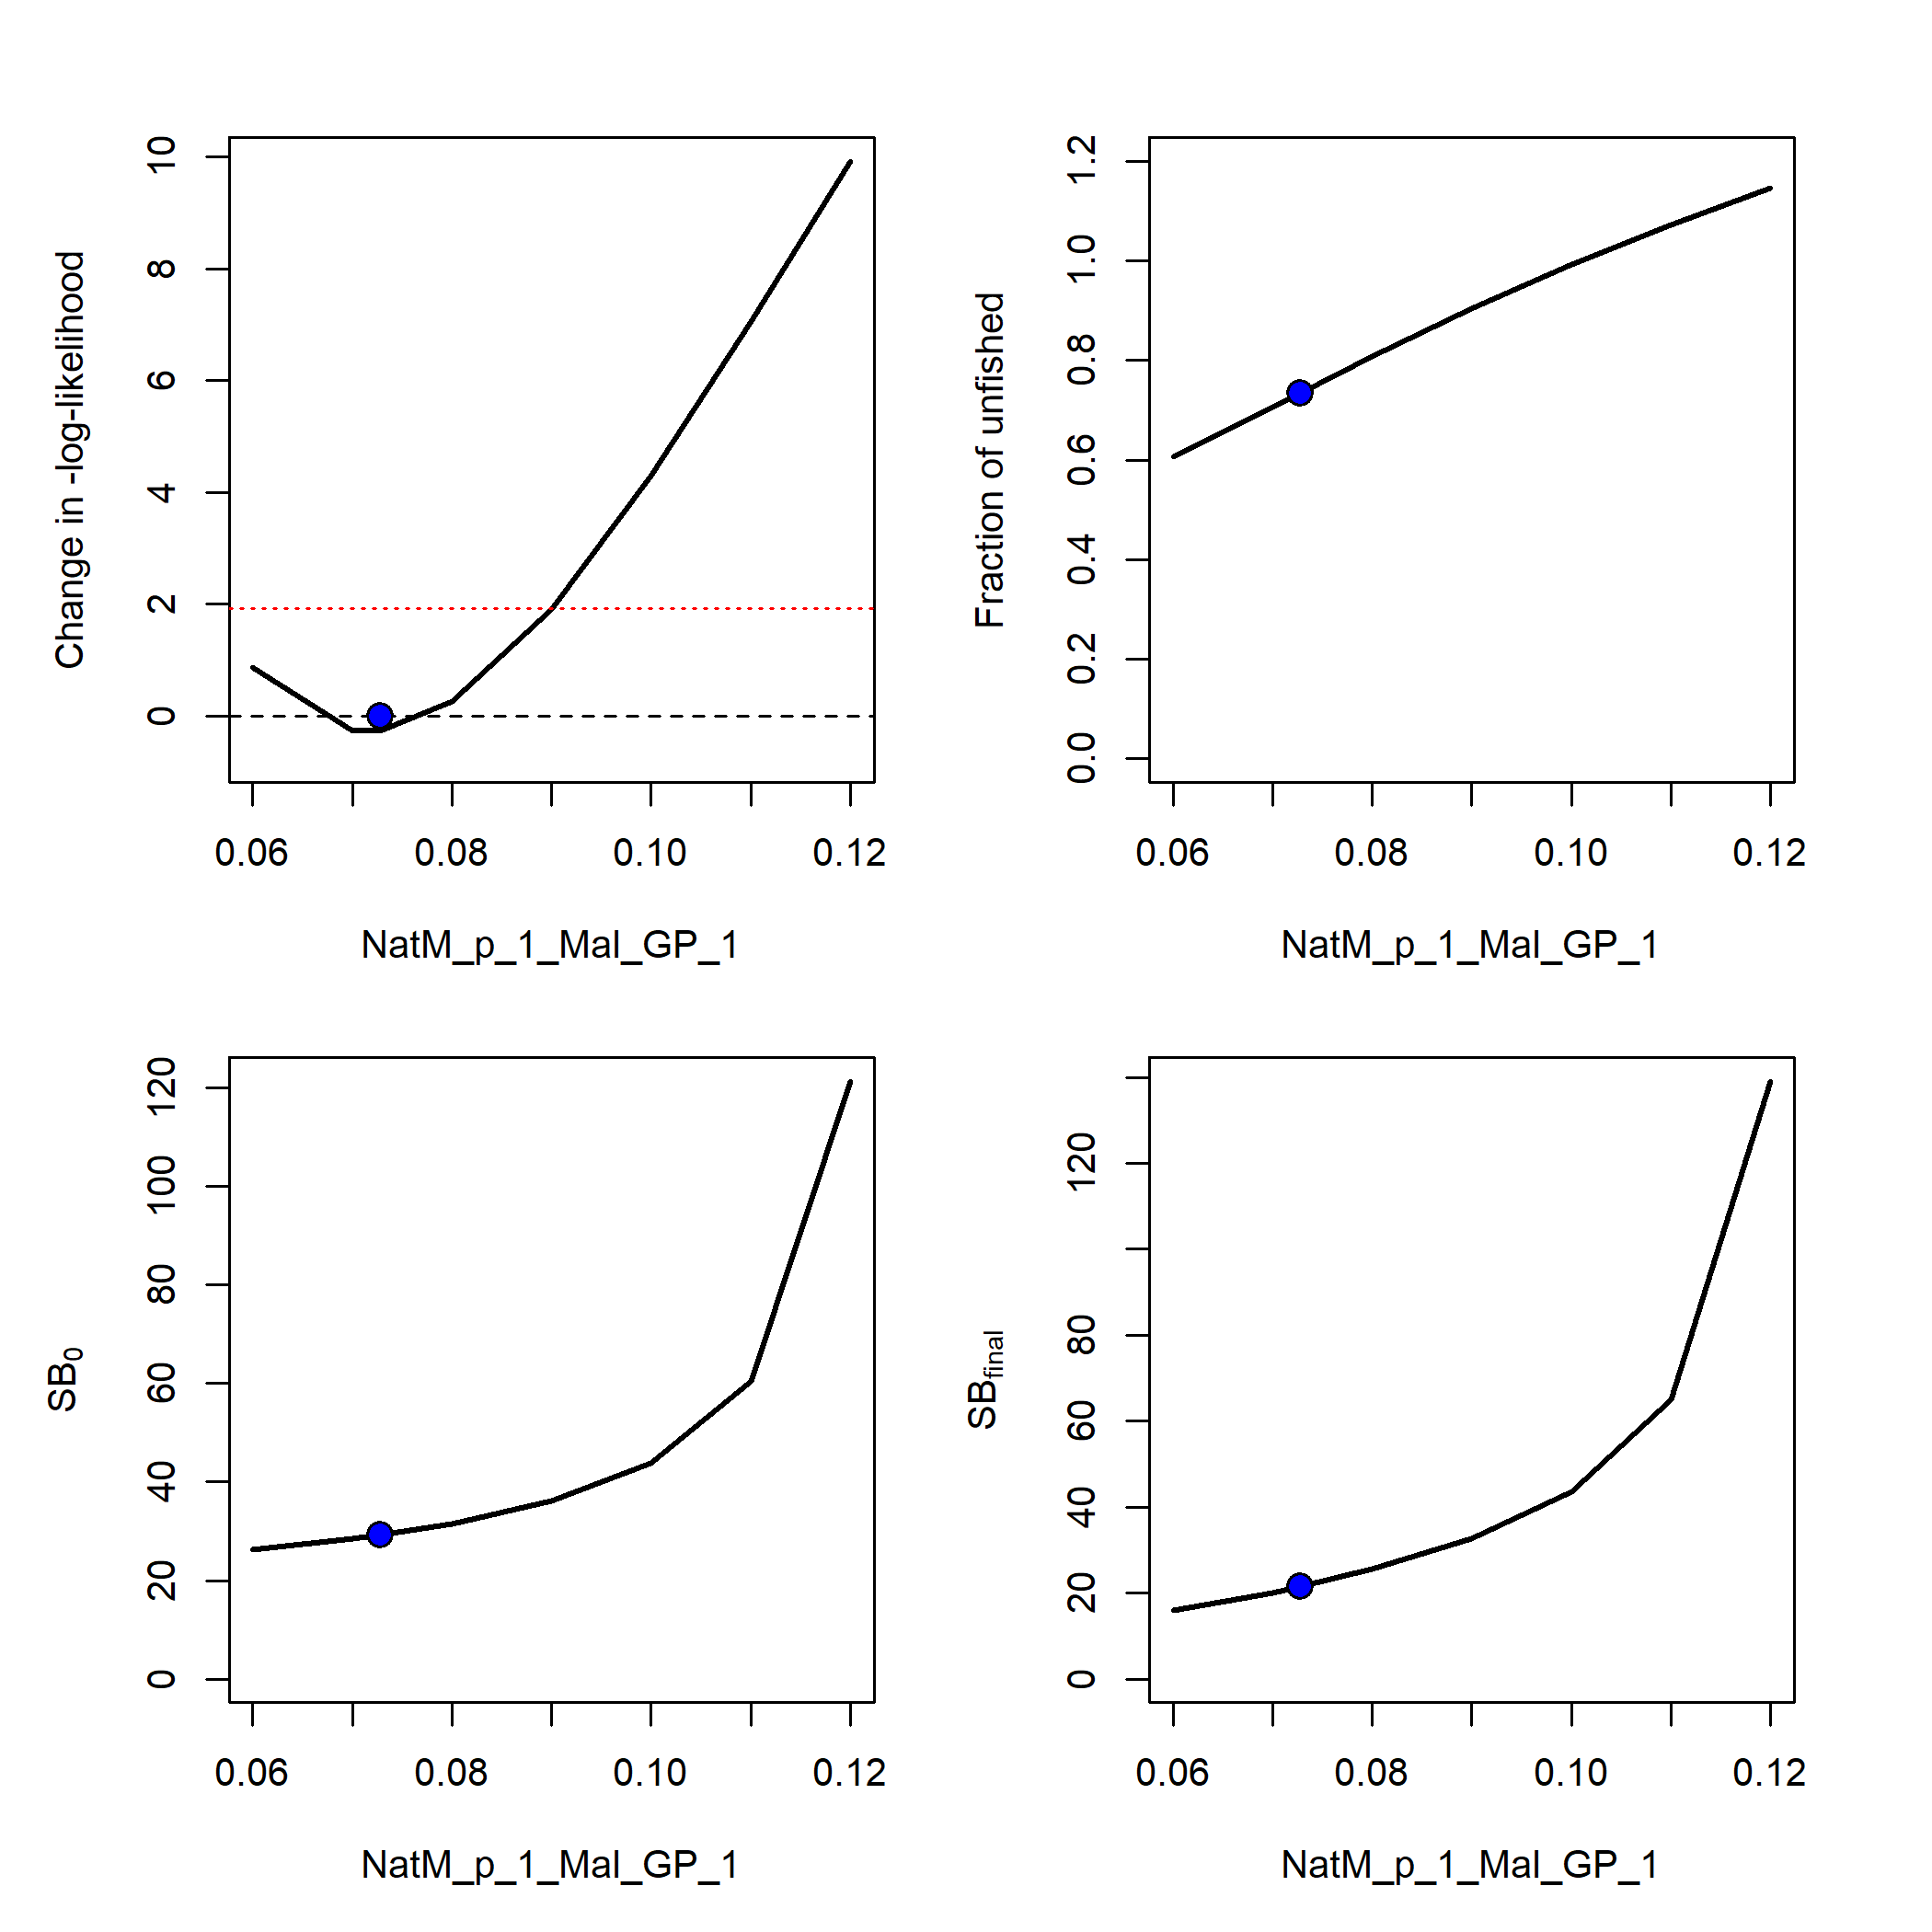 Change in -log-likelihood
0 2 4 6 8 10
0.06 0.08 0.10 0.12
NatM_p_1_Mal_GP_1
Fraction of unfished
0.0 0.2 0.4 0.6 0.8 1.0 1.2
0.06 0.08 0.10 0.12
NatM_p_1_Mal_GP_1
SB0
0 20 40 60 80 100 120
0.06 0.08 0.10 0.12
NatM_p_1_Mal_GP_1
SBfinal
0 20 40 60 80 120
0.06 0.08 0.10 0.12
NatM_p_1_Mal_GP_1